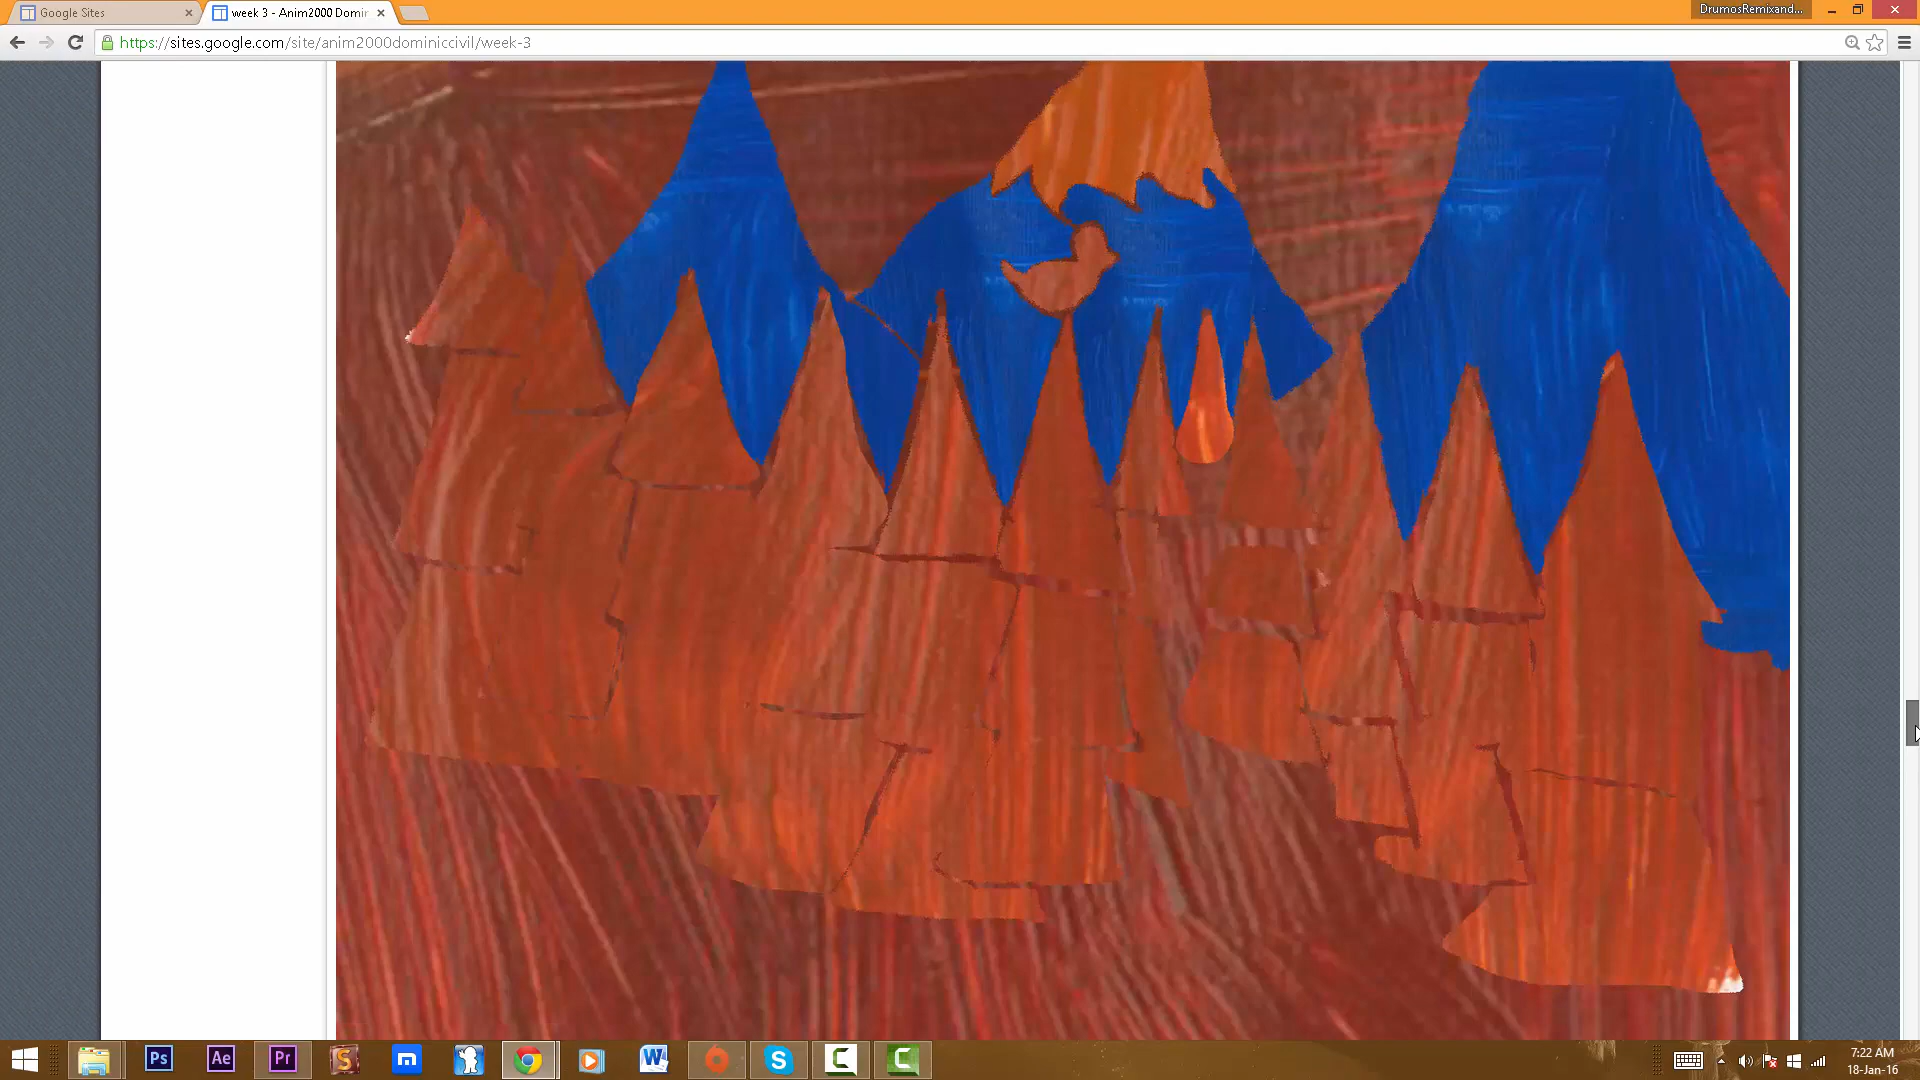 Google Sites
week 3 - Anim2000 Domin
DrumosRemixand...
https://sites.google.com/site/anim2000dominiccivil/week-3
Ps
Ae
Pr
S
m
W
S
C
C
7:22 AM
18-Jan-16